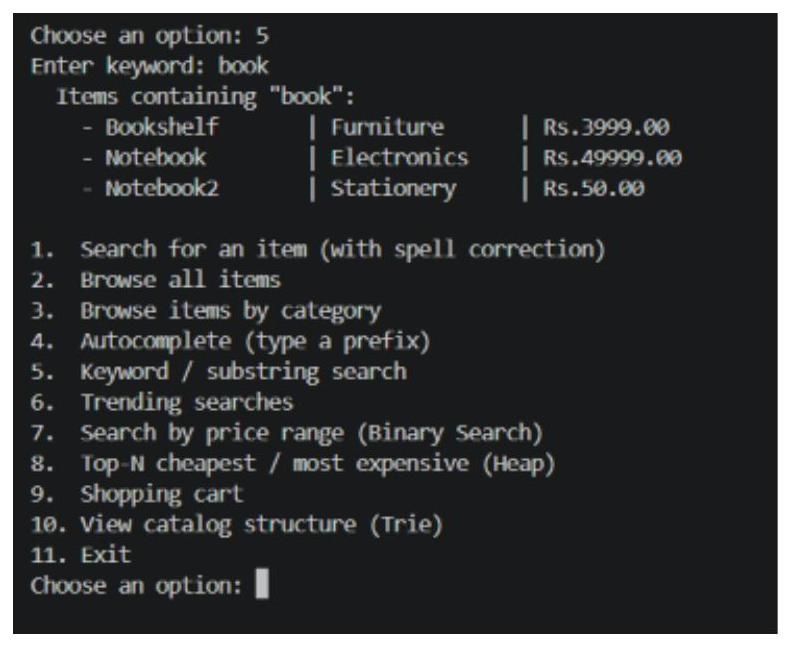 Choose an option: 5
Enter keyword: book
  Items containing "book":
    - Bookshelf       | Furniture     | Rs.3999.00
    - Notebook        | Electronics   | Rs.49999.00
    - Notebook2       | Stationery    | Rs.50.00

1.  Search for an item (with spell correction)
2.  Browse all items
3.  Browse items by category
4.  Autocomplete (type a prefix)
5.  Keyword / substring search
6.  Trending searches
7.  Search by price range (Binary Search)
8.  Top-N cheapest / most expensive (Heap)
9.  Shopping cart
10. View catalog structure (Trie)
11. Exit
Choose an option: